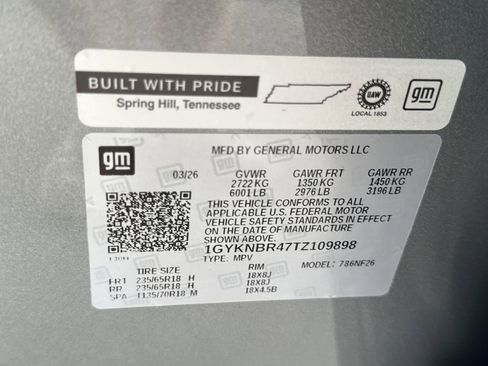 BUILT WITH PRIDE
Spring Hill, Tennessee
UAW
LOCAL 1853
gm
gm
MFD BY GENERAL MOTORS LLC
03/26 GVWR GAWR FRT GAWR RR
2722 KG 1350 KG 1450 KG
6001 LB 2976 LB 3196 LB
THIS VEHICLE CONFORMS TO ALL
APPLICABLE U.S. FEDERAL MOTOR
VEHICLE SAFETY STANDARDS IN EFFECT
ON THE DATE OF MANUFACTURE
SHOWN ABOVE.
1GYKNBR47TZ109898
TYPE: MPV MODEL: 786NF26
TIRE SIZE RIM
FRT 235/65R18 H 18X8J
RR 235/65R18 H 18X8J
SPA T135/70R18 M 18X4.5B